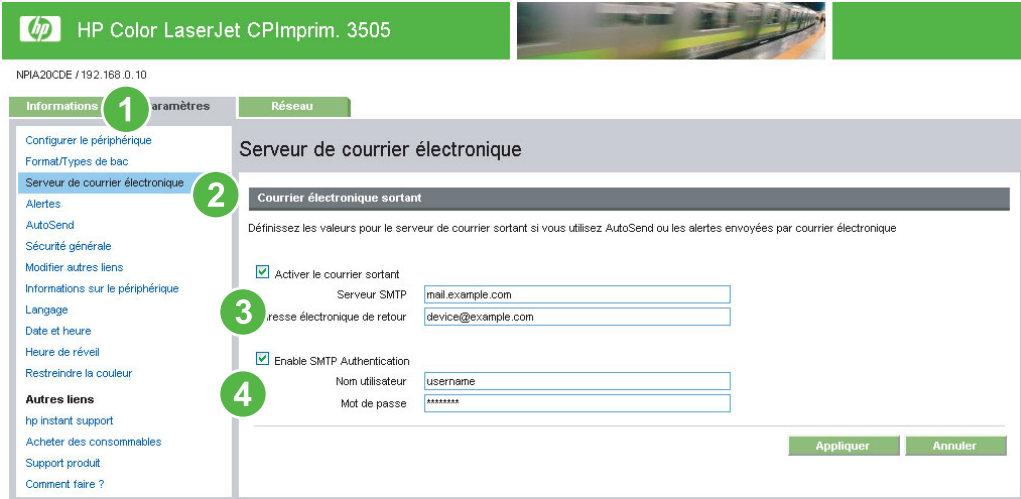 hp
HP Color LaserJet CPImprim. 3505
NPIA20CDE / 192.168.0.10
Informations 1 aramètres Réseau
Configurer le périphérique
Format/Types de bac
Serveur de courrier électronique 2
Alertes
AutoSend
Sécurité générale
Modifier autres liens
Informations sur le périphérique
Langage
Date et heure
Heure de réveil
Restreindre la couleur
Autres liens
hp instant support
Acheter des consommables
Support produit
Comment faire ?
Serveur de courrier électronique
Courrier électronique sortant
Définissez les valeurs pour le serveur de courrier sortant si vous utilisez AutoSend ou les alertes envoyées par courrier électronique
Activer le courrier sortant
Serveur SMTP mail.example.com
3 resse électronique de retour device@example.com
Enable SMTP Authentication
Nom utilisateur username
4 Mot de passe ********
Appliquer Annuler